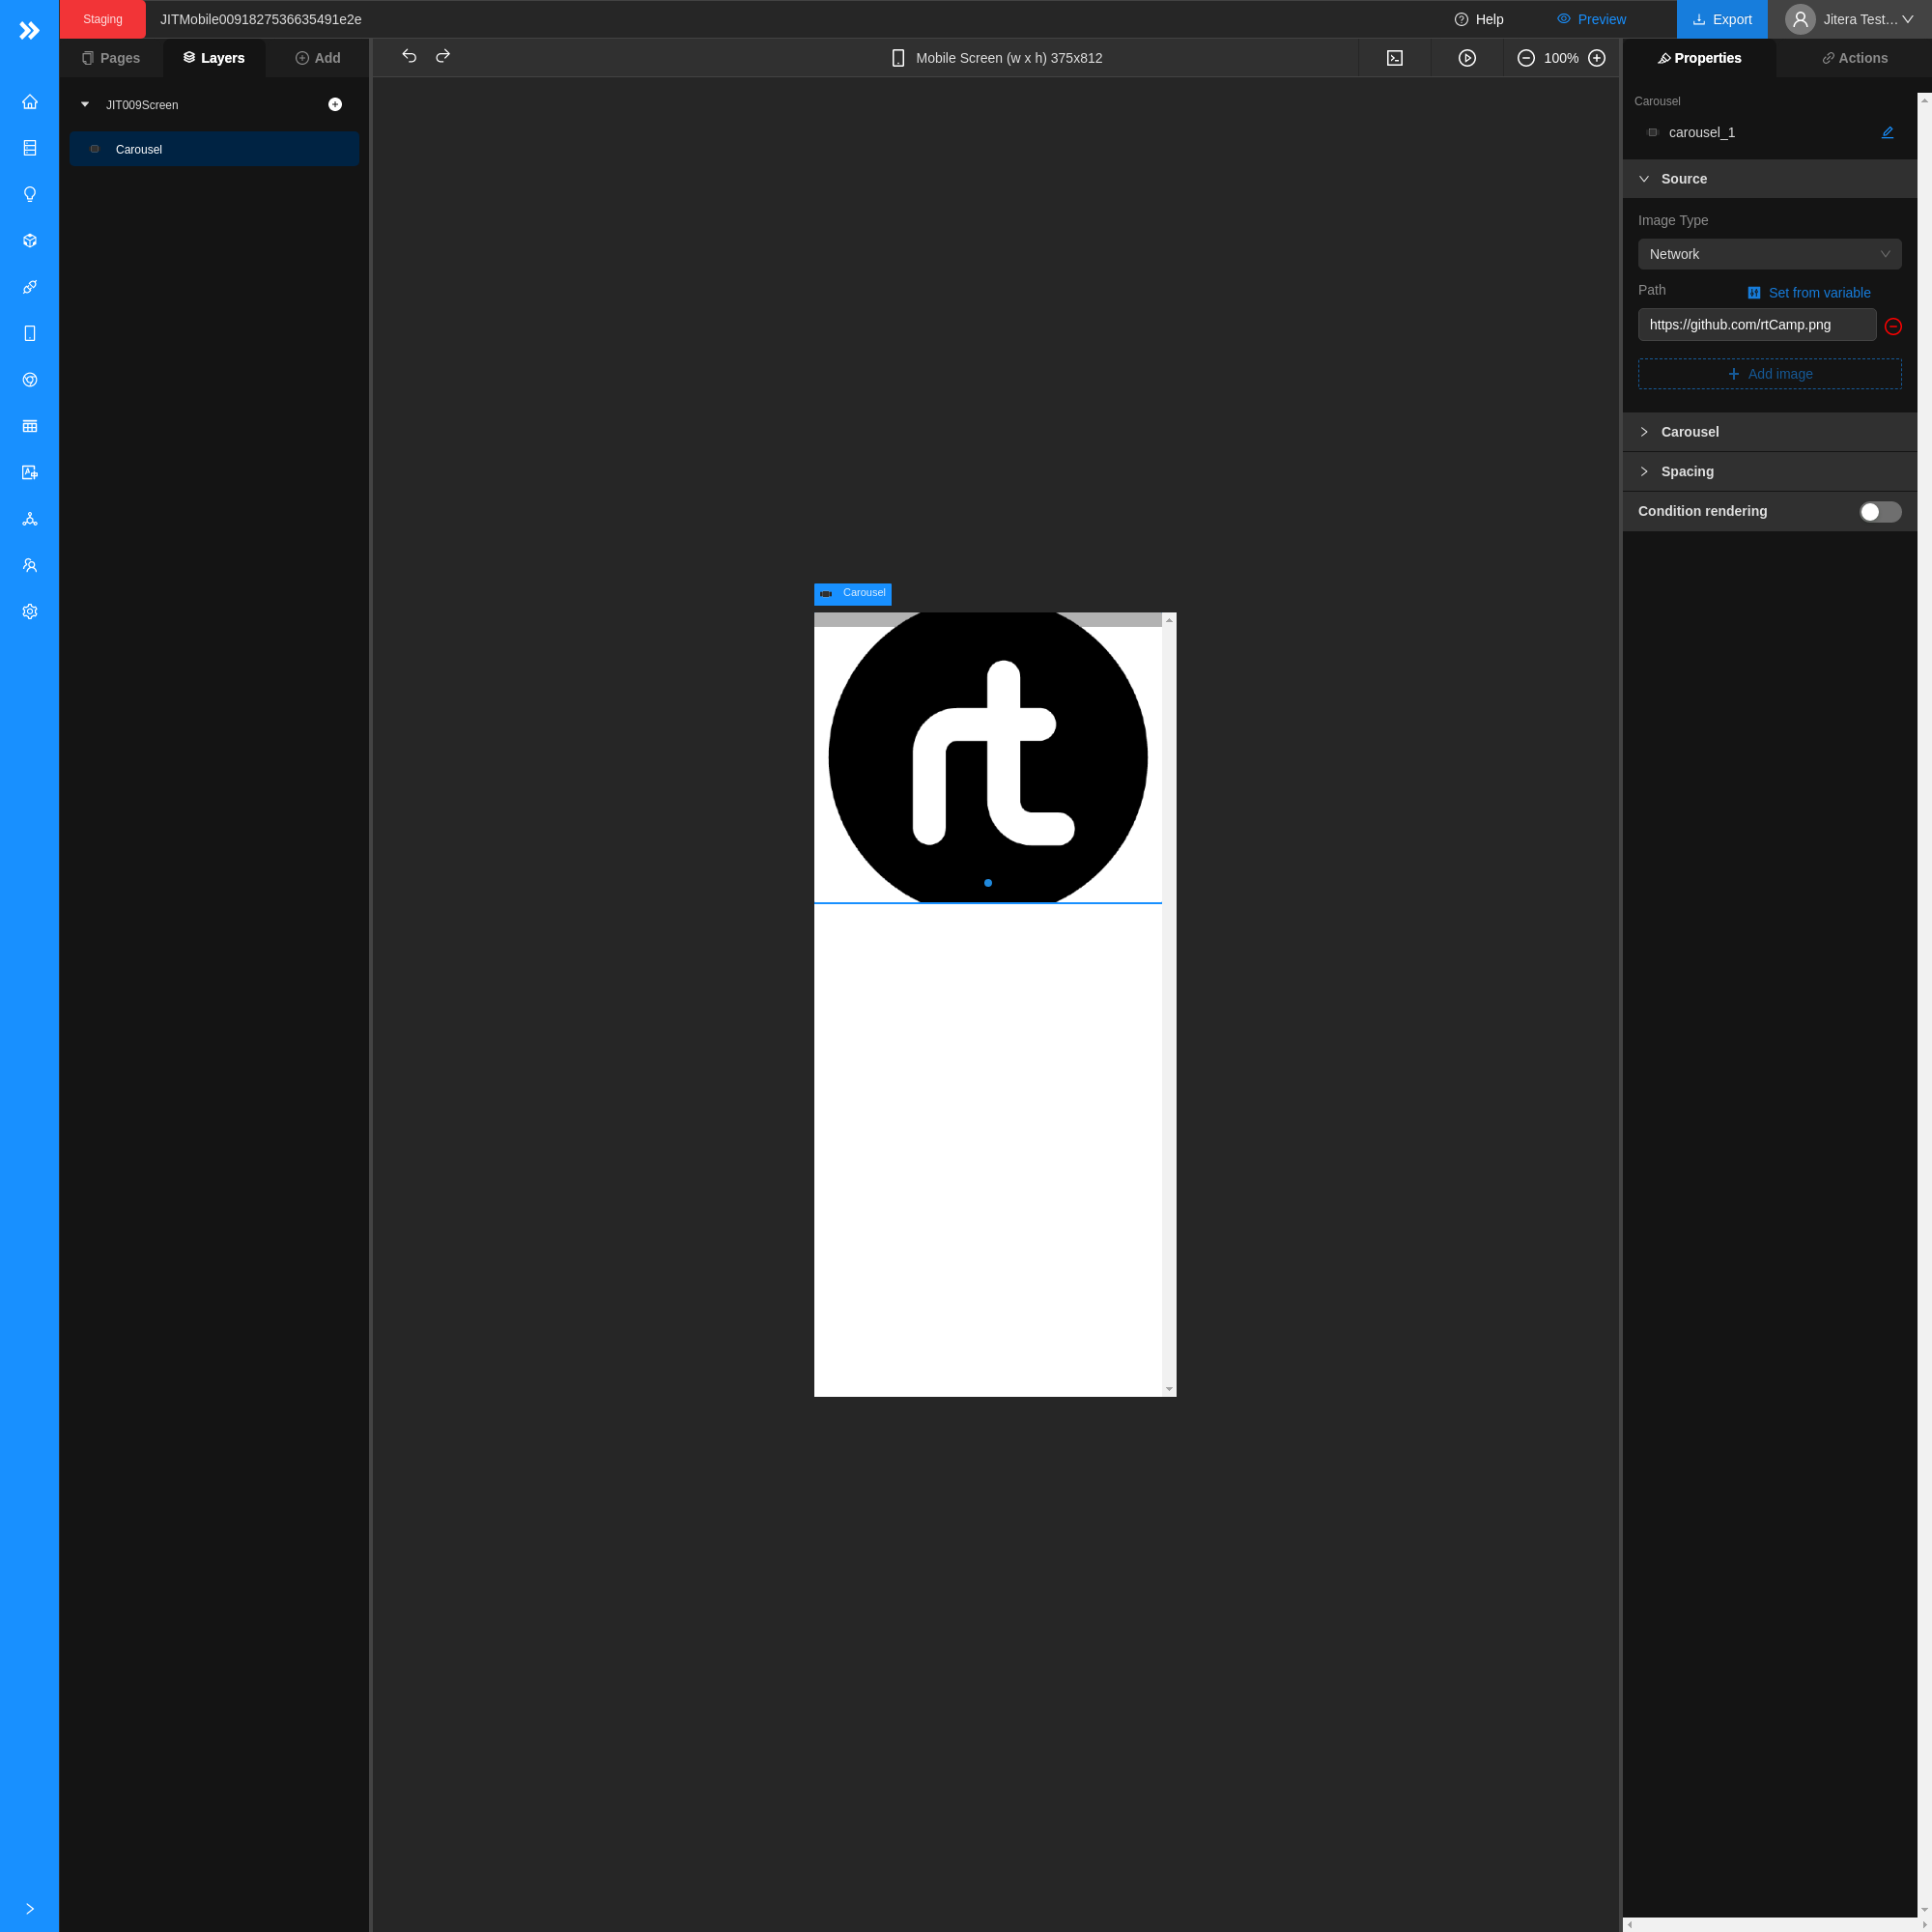 Staging
JITMobile0091827536635491e2e
Help
Preview
Export
Jitera Test...
Pages
Layers
Add
Mobile Screen (w x h) 375x812
100%
Properties
Actions
JIT009Screen
Carousel
Carousel
carousel_1
Source
Image Type
Network
Path
Set from variable
https://github.com/rtCamp.png
Add image
Carousel
Spacing
Condition rendering
Carousel
rt